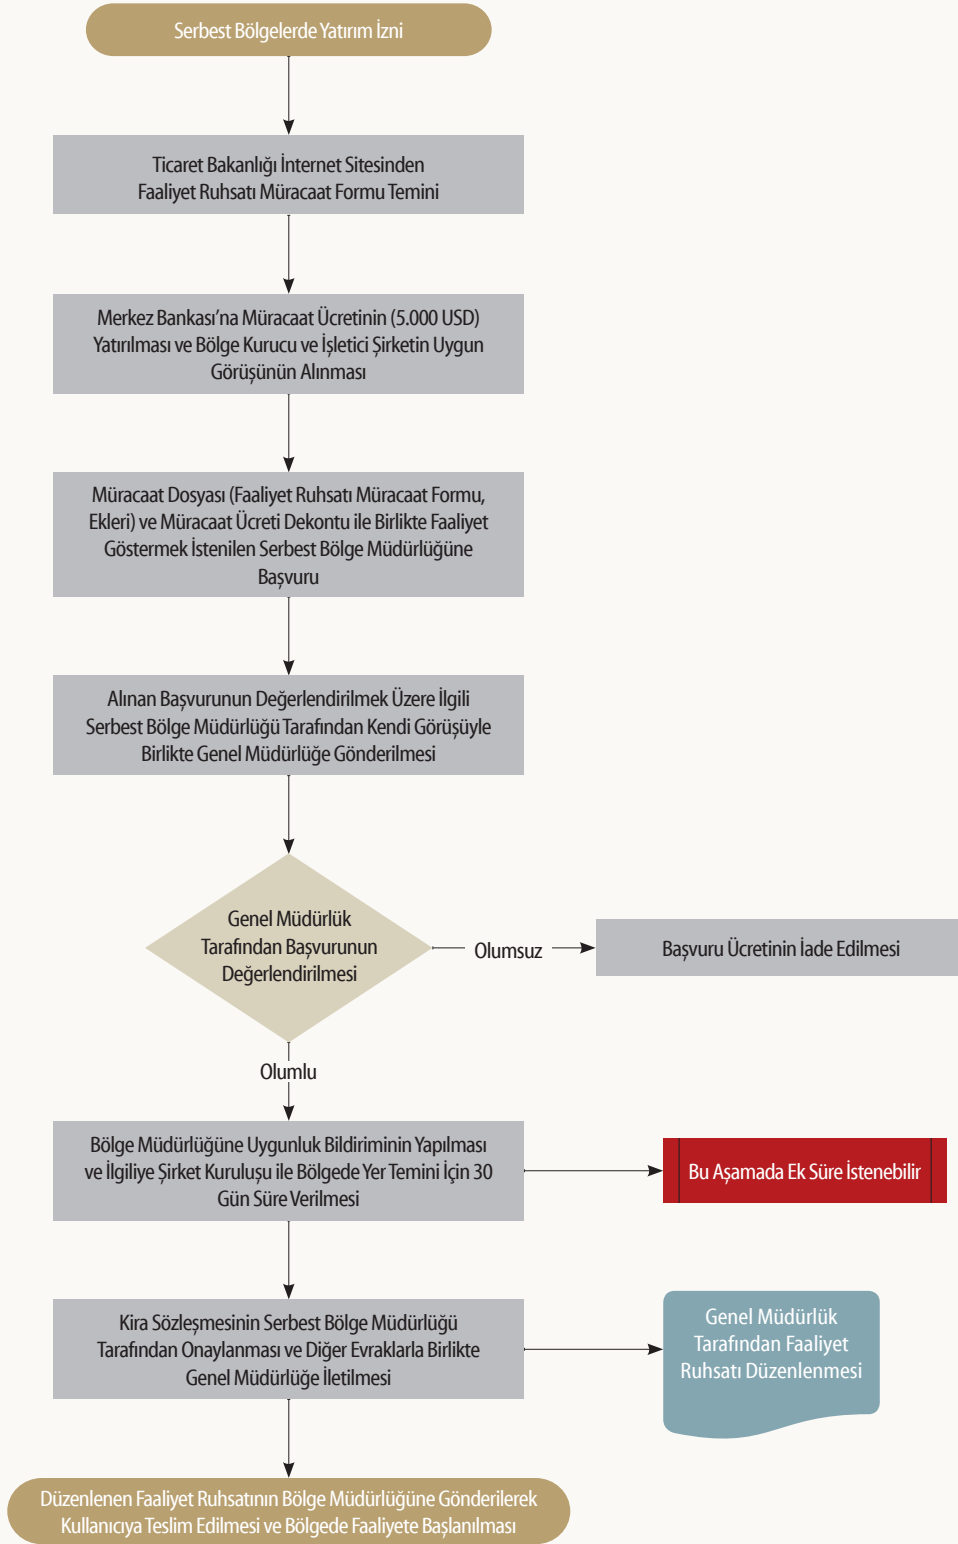 Serbest Bölgelerde Yatırım İzni
Ticaret Bakanlığı İnternet Sitesinden
Faaliyet Ruhsatı Müracaat Formu Temini
Merkez Bankası’na Müracaat Ücretinin (5.000 USD)
Yatırılması ve Bölge Kurucu ve İşletici Şirketin Uygun
Görüşünün Alınması
Müracaat Dosyası (Faaliyet Ruhsatı Müracaat Formu,
Ekleri) ve Müracaat Ücreti Dekontu ile Birlikte Faaliyet
Göstermek İstenilen Serbest Bölge Müdürlüğüne
Başvuru
Alınan Başvurunun Değerlendirilmek Üzere İlgili
Serbest Bölge Müdürlüğü Tarafından Kendi Görüşüyle
Birlikte Genel Müdürlüğe Gönderilmesi
Genel Müdürlük
Tarafından Başvurunun
Değerlendirilmesi
Olumsuz
Başvuru Ücretinin İade Edilmesi
Olumlu
Bölge Müdürlüğüne Uygunluk Bildiriminin Yapılması
ve İlgiliye Şirket Kuruluşu ile Bölgede Yer Temini İçin 30
Gün Süre Verilmesi
Bu Aşamada Ek Süre İstenebilir
Kira Sözleşmesinin Serbest Bölge Müdürlüğü
Tarafından Onaylanması ve Diğer Evraklarla Birlikte
Genel Müdürlüğe İletilmesi
Genel Müdürlük
Tarafından Faaliyet
Ruhsatı Düzenlenmesi
Düzenlenen Faaliyet Ruhsatının Bölge Müdürlüğüne Gönderilerek
Kullanıcıya Teslim Edilmesi ve Bölgede Faaliyete Başlanılması